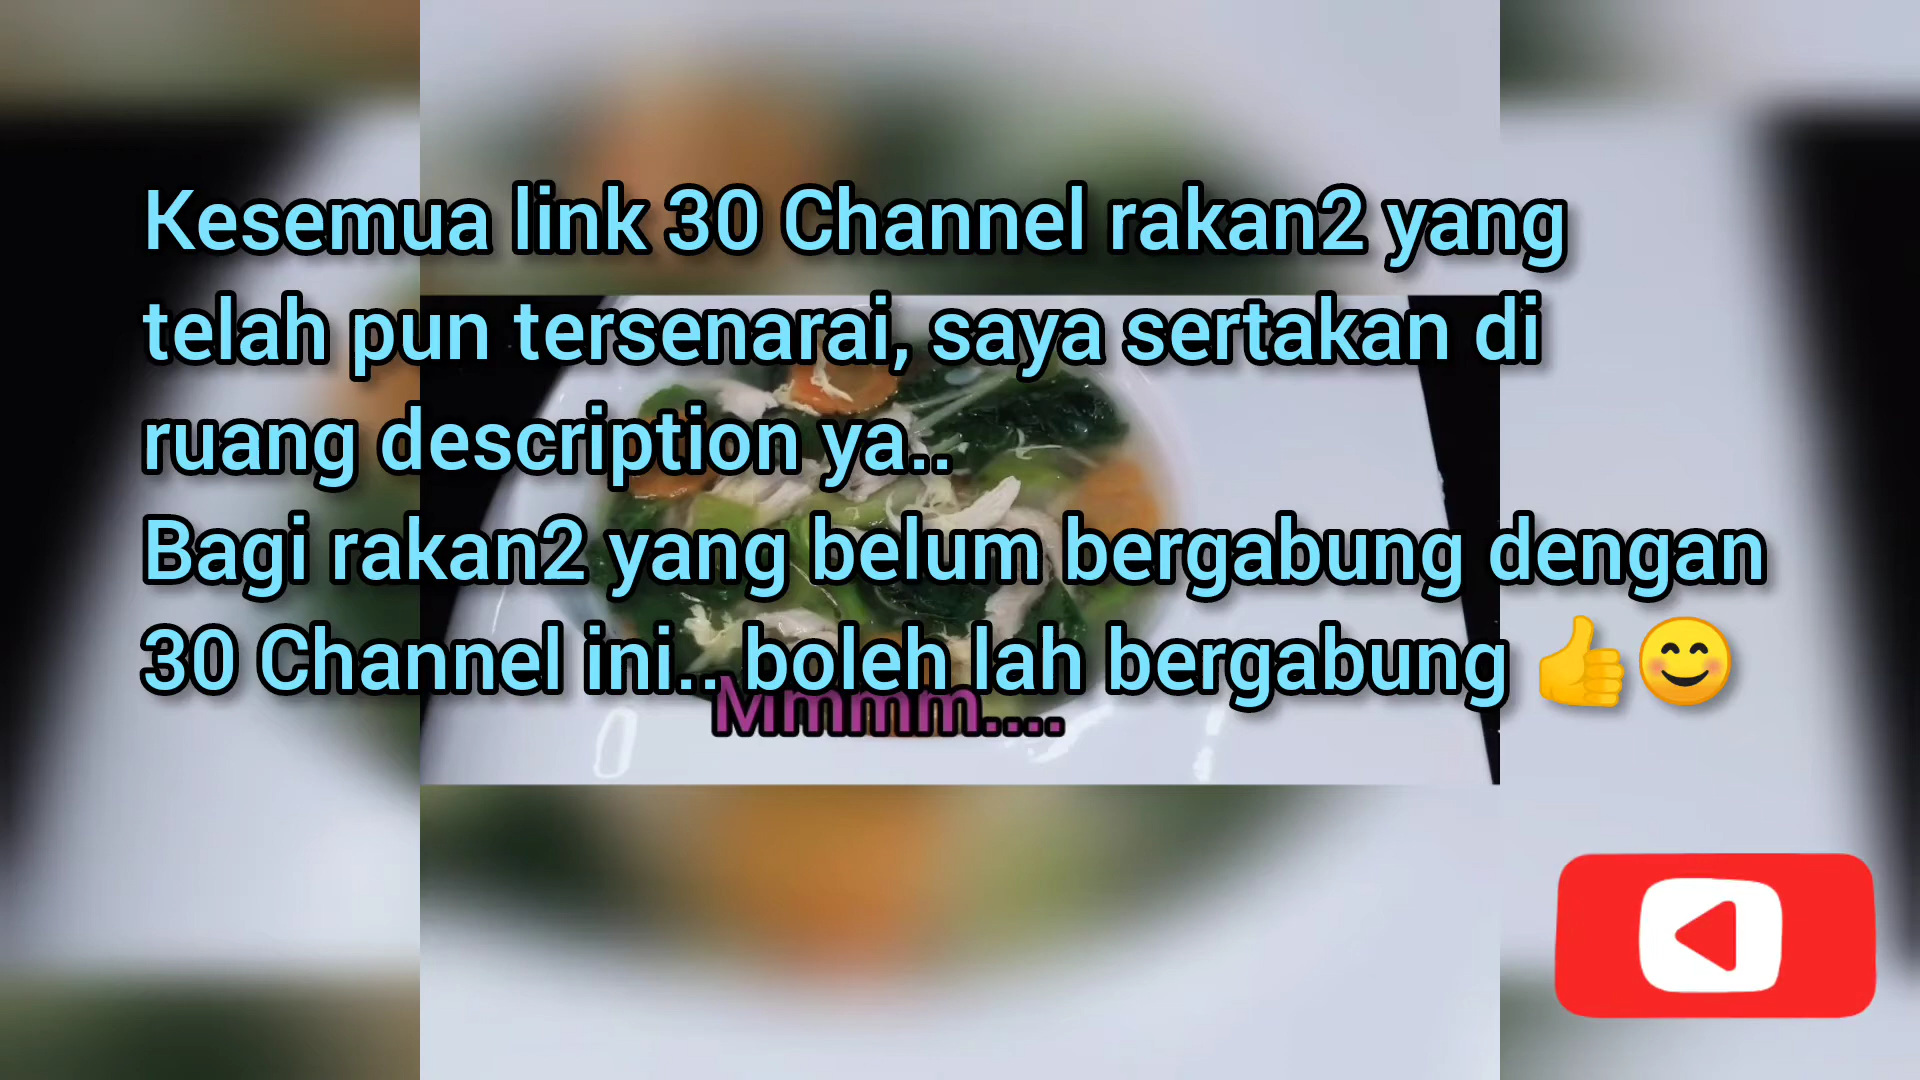 Kesemua link 30 Channel rakan2 yang
telah pun tersenarai, saya sertakan di
ruang description ya..
Bagi rakan2 yang belum bergabung dengan
30 Channel ini.. boleh lah bergabung 👍😊
Mmmm....